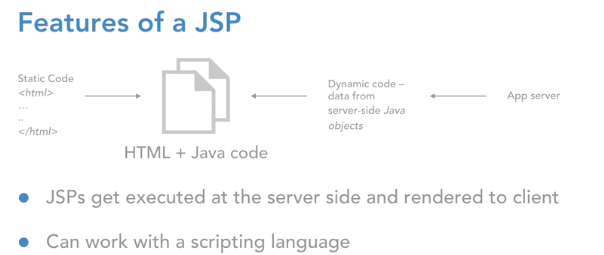 Features of a JSP
Static Code
<html>
...
..
</html>
HTML + Java code
Dynamic code –
data from
server-side Java
objects
App server
JSPs get executed at the server side and rendered to client
Can work with a scripting language